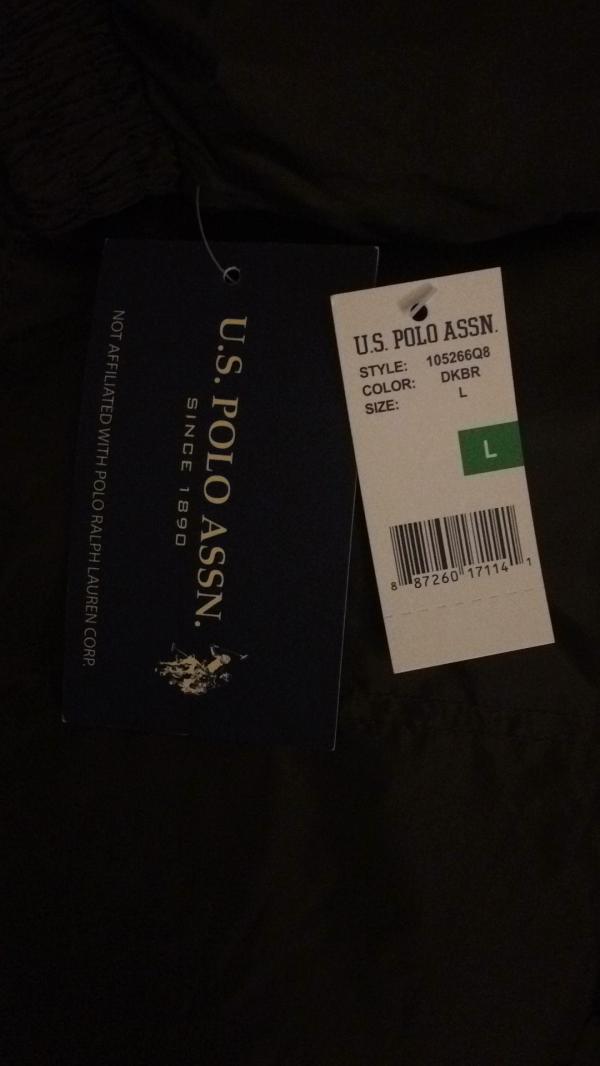 U.S. POLO ASSN.
SINCE 1890
NOT AFFILIATED WITH POLO RALPH LAUREN CORP.
U.S. POLO ASSN.
STYLE: 105266Q8
COLOR: DKBR
SIZE: L
L
8 87260 17114 1